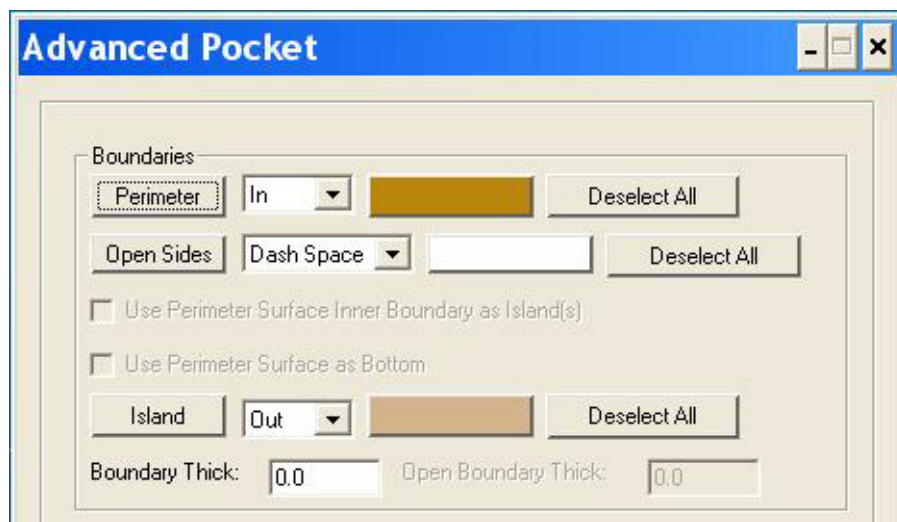 Advanced Pocket
Boundaries
Perimeter In Deselect All
Open Sides Dash Space Deselect All
Use Perimeter Surface Inner Boundary as Island(s)
Use Perimeter Surface as Bottom
Island Out Deselect All
Boundary Thick: 0.0 Open Boundary Thick: 0.0